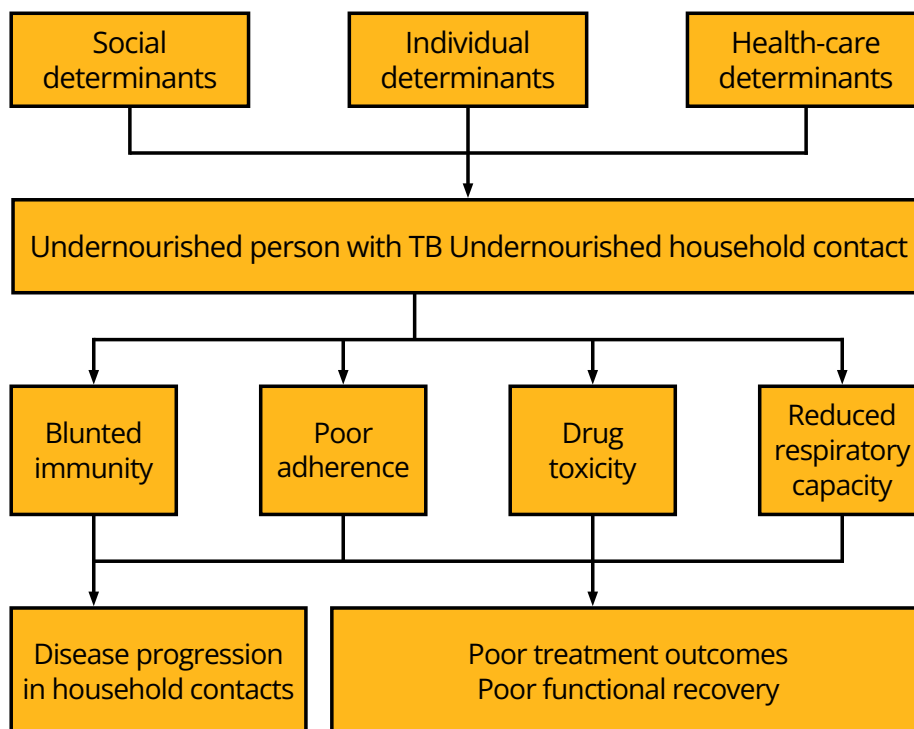 Social
determinants
Individual
determinants
Health-care
determinants
Undernourished person with TB Undernourished household contact
Blunted
immunity
Poor
adherence
Drug
toxicity
Reduced
respiratory
capacity
Disease progression
in household contacts
Poor treatment outcomes
Poor functional recovery